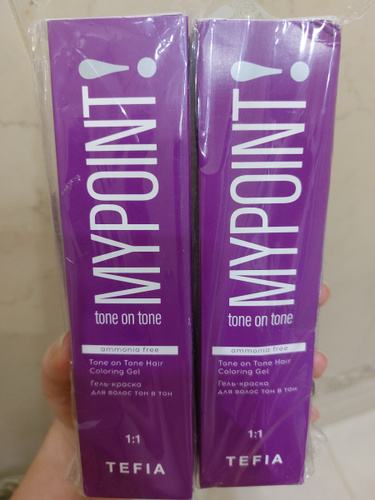 MYPOINT!
tone on tone
ammonia free
Tone on Tone Hair
Coloring Gel
Гель-краска
для волос тон в тон
1:1
TEFIA
MYPOINT!
tone on tone
ammonia free
Tone on Tone Hair
Coloring Gel
Гель-краска
для волос тон в тон
1:1
TEFIA